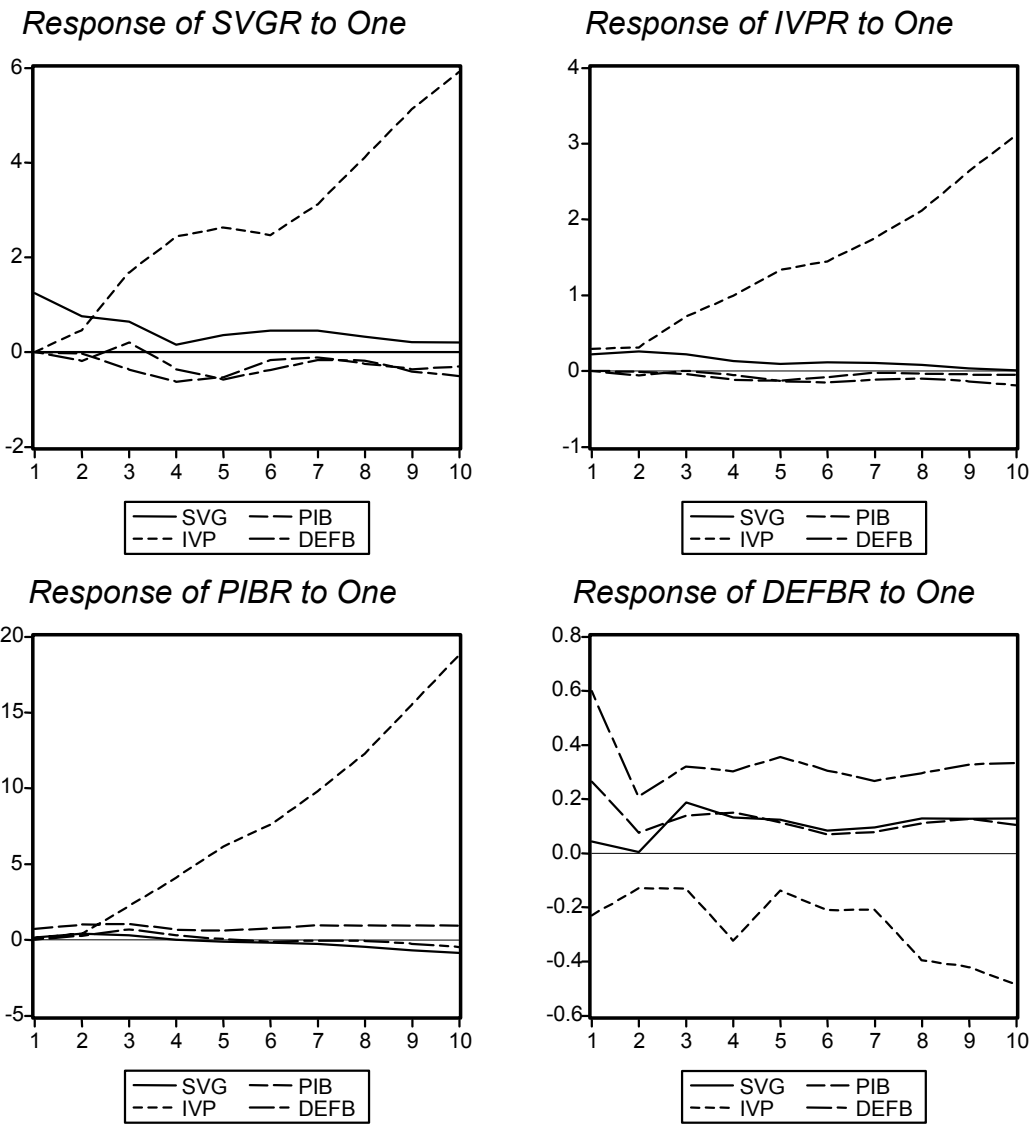 Response of SVGR to One
6
4
2
0
-2
1 2 3 4 5 6 7 8 9 10
SVG PIB
IVP DEFB
Response of IVPR to One
4
3
2
1
0
-1
1 2 3 4 5 6 7 8 9 10
SVG PIB
IVP DEFB
Response of PIBR to One
20
15
10
5
0
-5
1 2 3 4 5 6 7 8 9 10
SVG PIB
IVP DEFB
Response of DEFBR to One
0.8
0.6
0.4
0.2
0.0
-0.2
-0.4
-0.6
1 2 3 4 5 6 7 8 9 10
SVG PIB
IVP DEFB